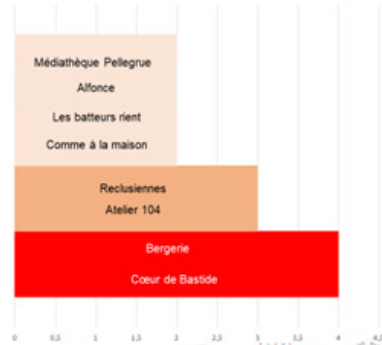 Médiathèque Pellegrue
Alfonce
Les batteurs rient
Comme à la maison
Reclusiennes
Atelier 104
Bergerie
Cœur de Bastide
0 0,5 1 1,5 2 2,5 3 3,5 4 4,5